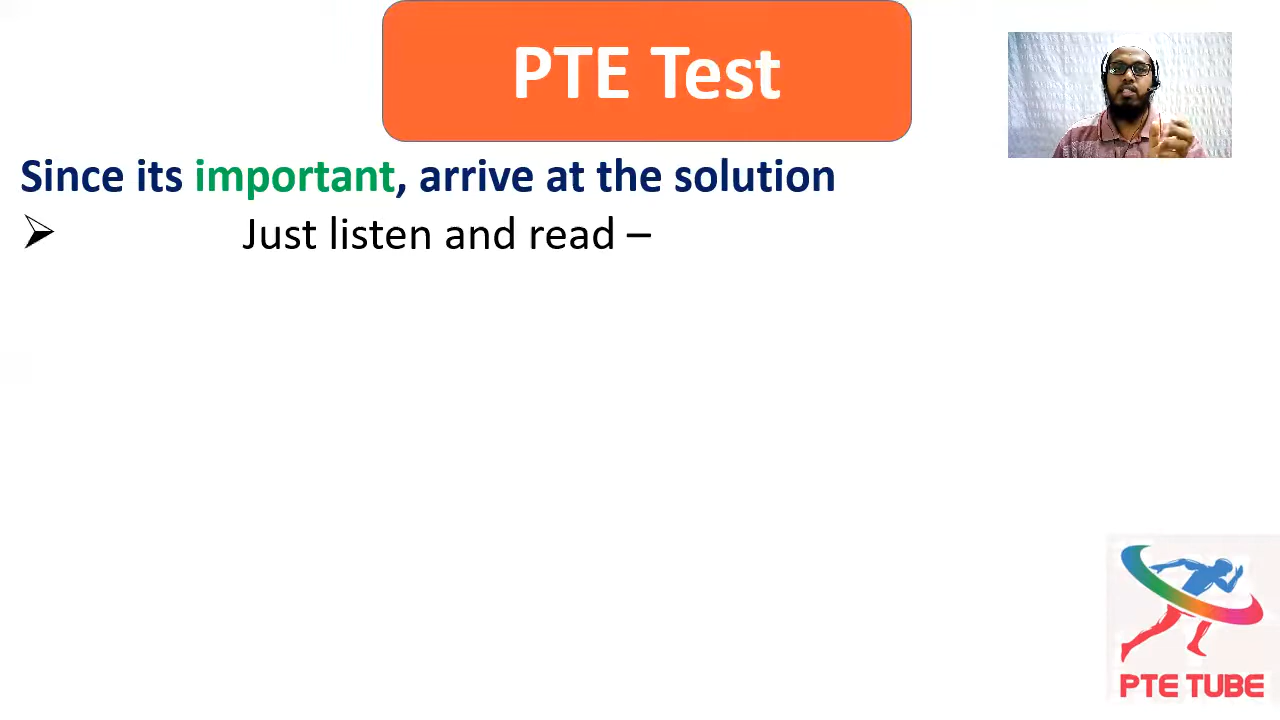 PTE Test
Since its important, arrive at the solution
Just listen and read –
PTE TUBE